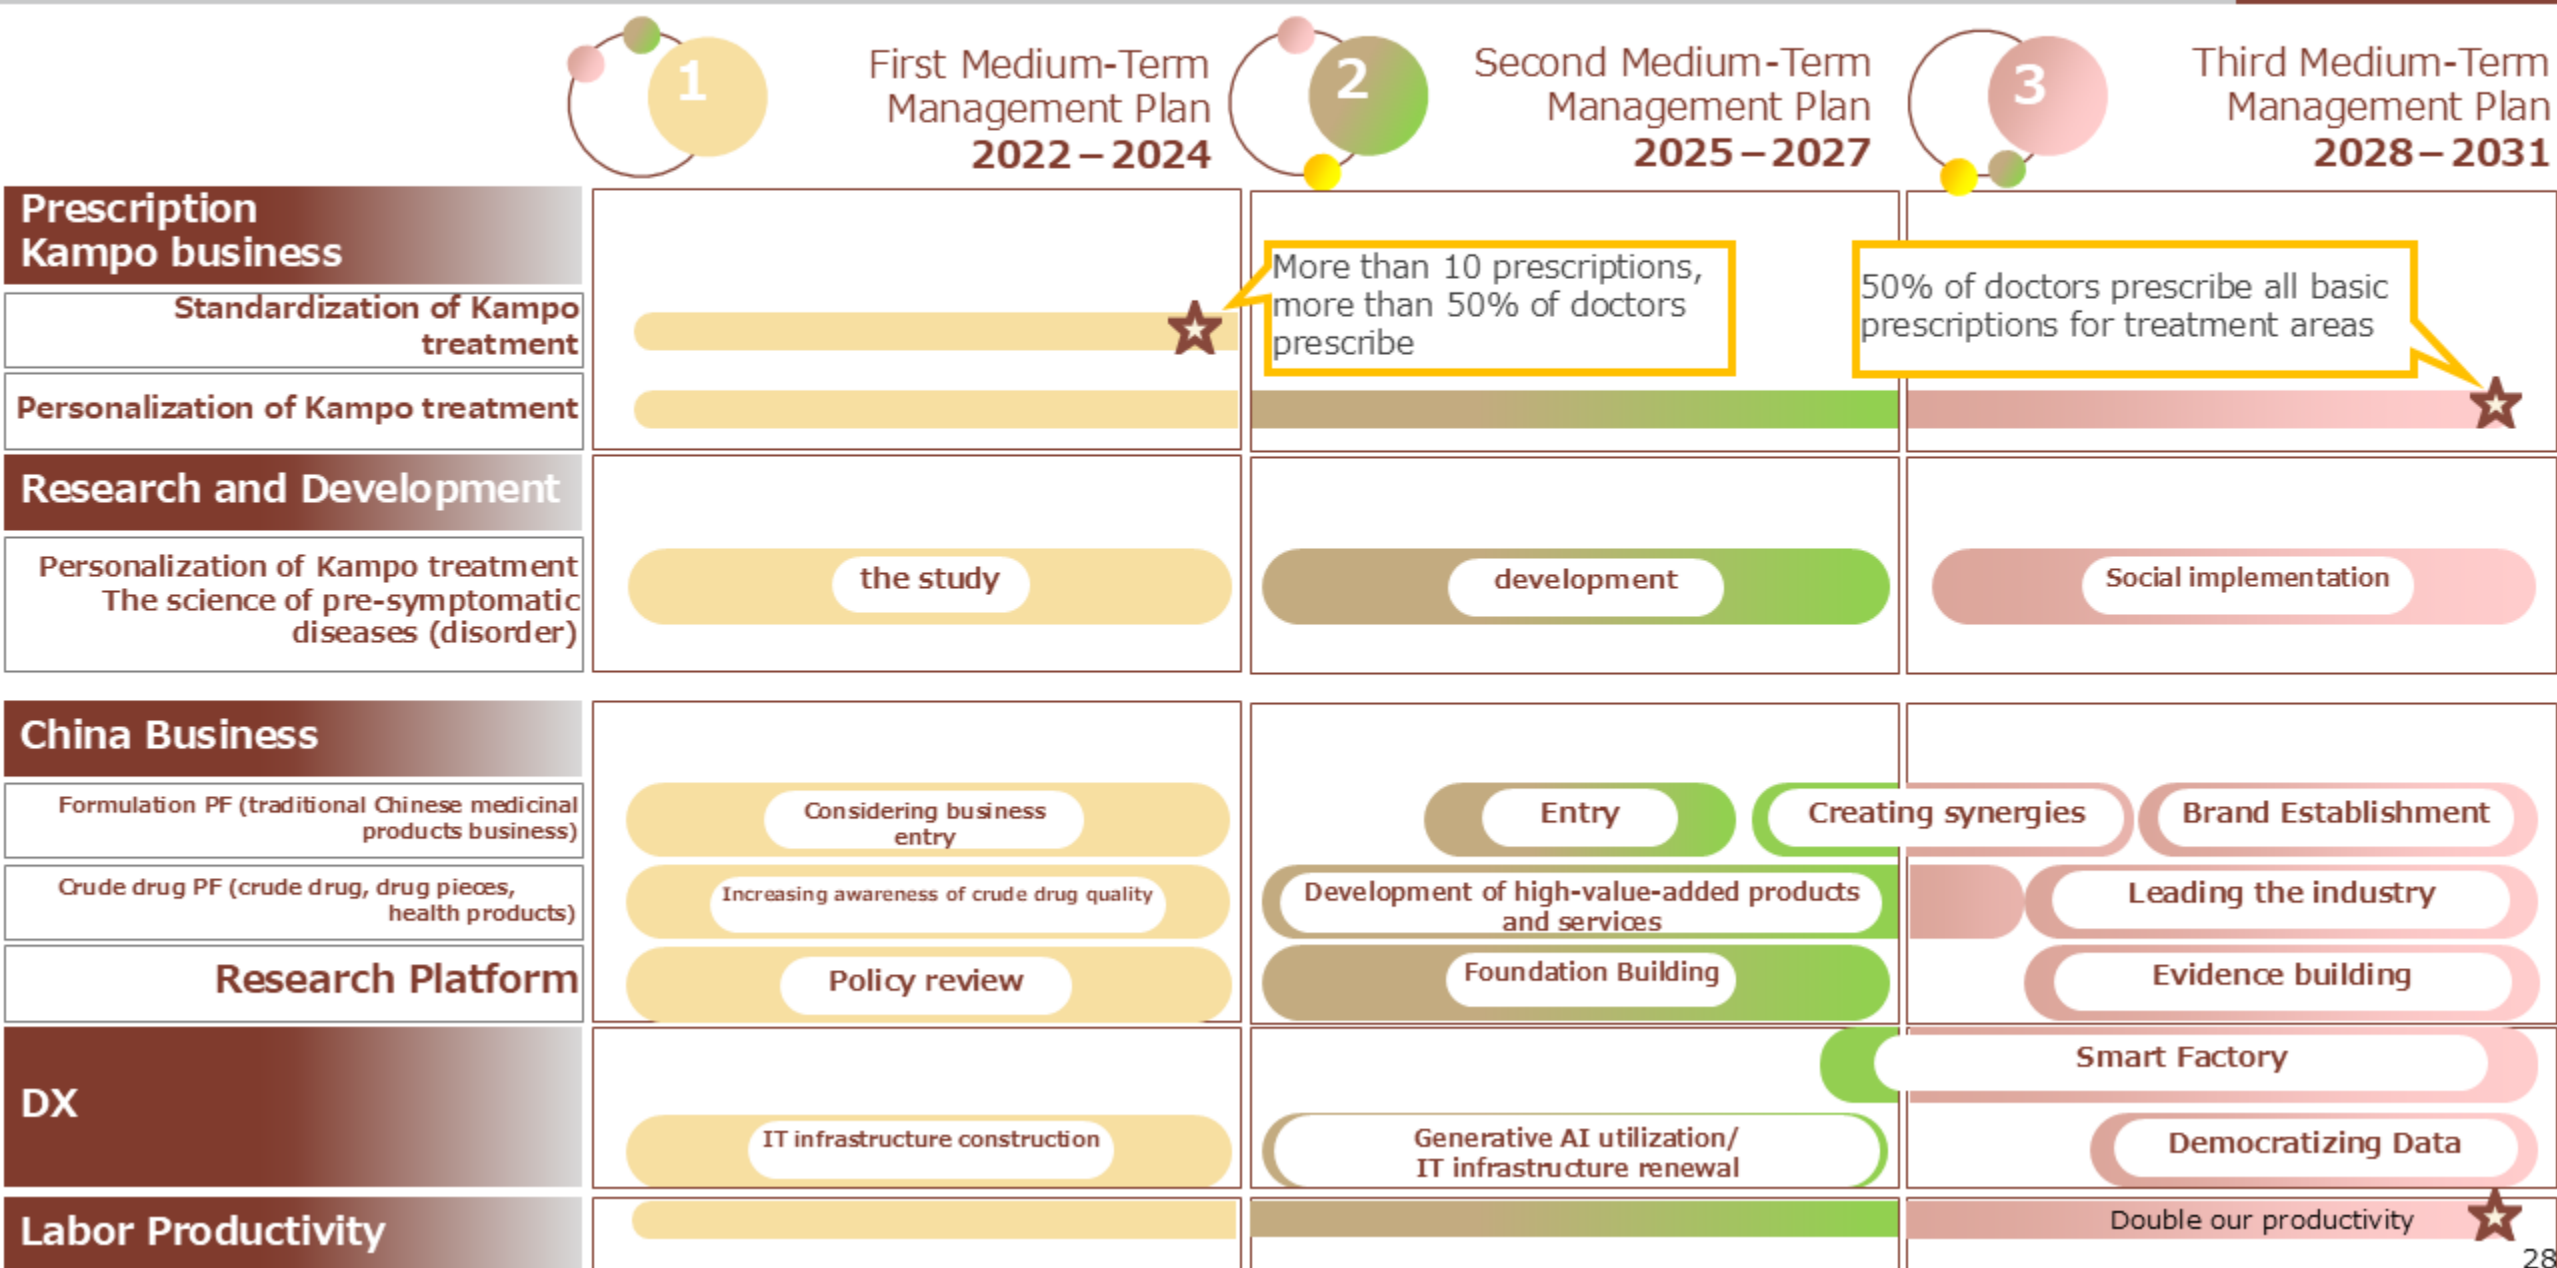 1
First Medium-Term
Management Plan
2022–2024
2
Second Medium-Term
Management Plan
2025–2027
3
Third Medium-Term
Management Plan
2028–2031
Prescription
Kampo business
Standardization of Kampo
treatment
More than 10 prescriptions,
more than 50% of doctors
prescribe
50% of doctors prescribe all basic
prescriptions for treatment areas
Personalization of Kampo treatment
Research and Development
Personalization of Kampo treatment
The science of pre-symptomatic
diseases (disorder)
the study
development
Social implementation
China Business
Formulation PF (traditional Chinese medicinal
products business)
Considering business
entry
Entry
Creating synergies
Brand Establishment
Crude drug PF (crude drug, drug pieces,
health products)
Increasing awareness of crude drug quality
Development of high-value-added products
and services
Leading the industry
Research Platform
Policy review
Foundation Building
Evidence building
DX
Smart Factory
IT infrastructure construction
Generative AI utilization/
IT infrastructure renewal
Democratizing Data
Labor Productivity
Double our productivity
28